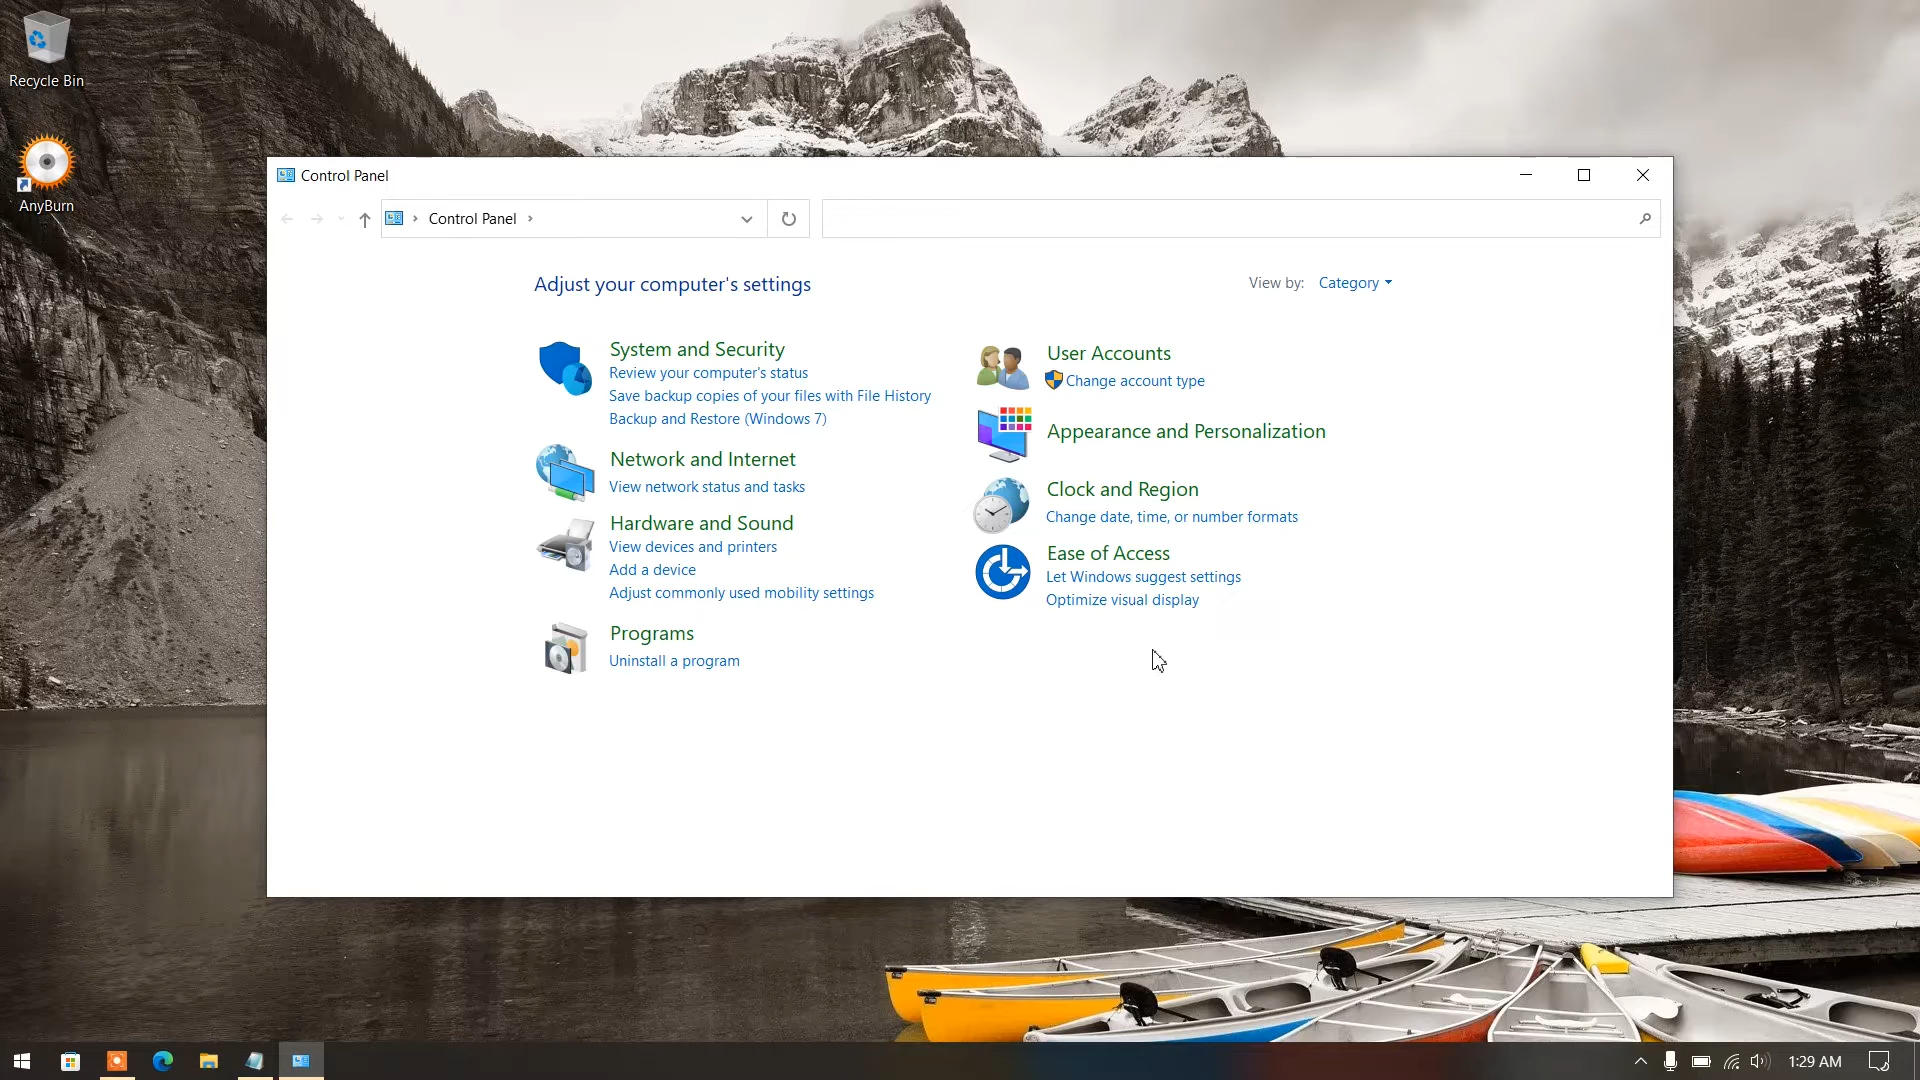 Recycle Bin
AnyBurn
Control Panel
Control Panel
Adjust your computer's settings
View by: Category
System and Security
Review your computer's status
Save backup copies of your files with File History
Backup and Restore (Windows 7)
Network and Internet
View network status and tasks
Hardware and Sound
View devices and printers
Add a device
Adjust commonly used mobility settings
Programs
Uninstall a program
User Accounts
Change account type
Appearance and Personalization
Clock and Region
Change date, time, or number formats
Ease of Access
Let Windows suggest settings
Optimize visual display
1:29 AM